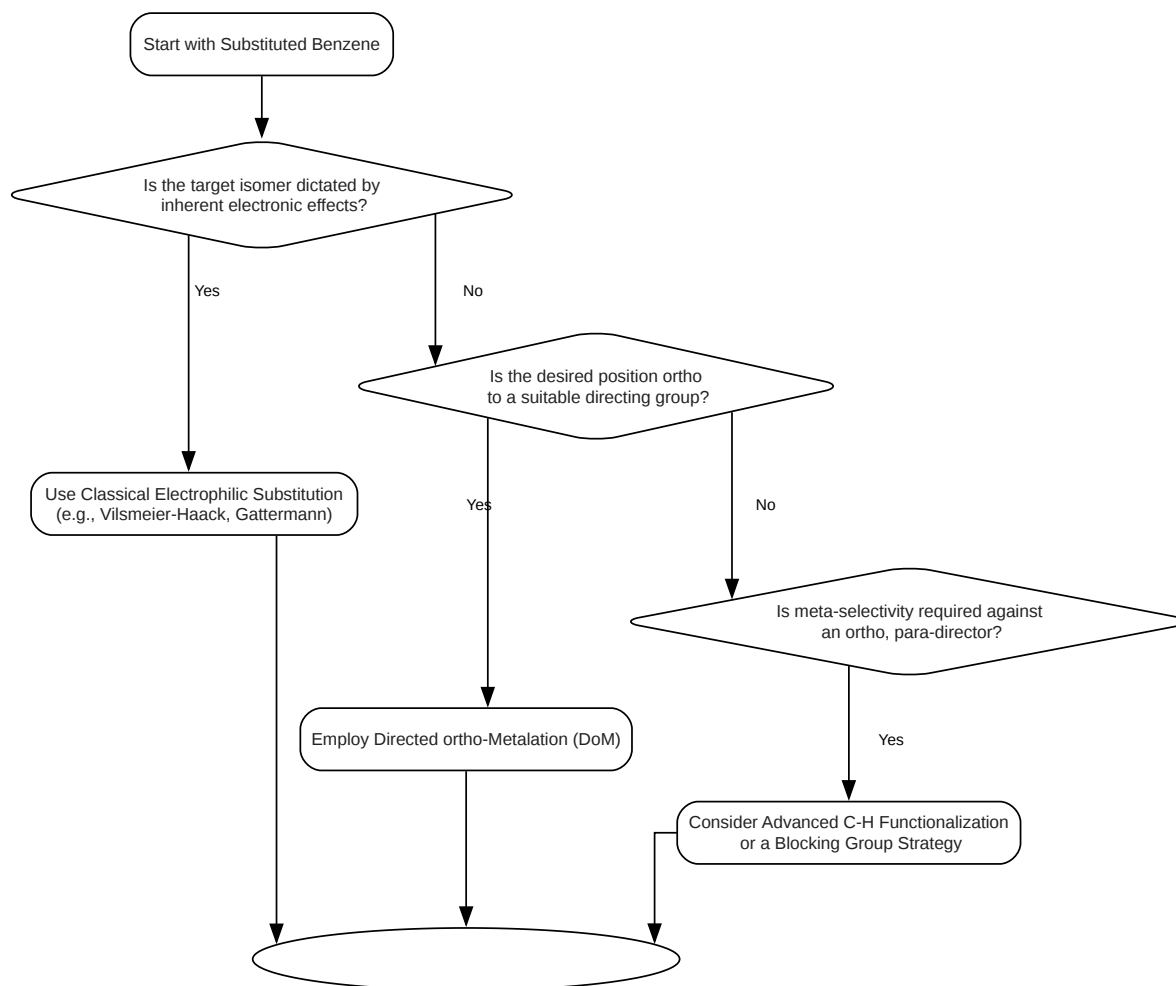 Start with Substituted Benzene
Is the target isomer dictated by
inherent electronic effects?
Yes
No
Is the desired position ortho
to a suitable directing group?
Use Classical Electrophilic Substitution
(e.g., Vilsmeier-Haack, Gattermann)
Yes
No
Is meta-selectivity required against
an ortho, para-director?
Employ Directed ortho-Metalation (DoM)
Yes
Consider Advanced C-H Functionalization
or a Blocking Group Strategy